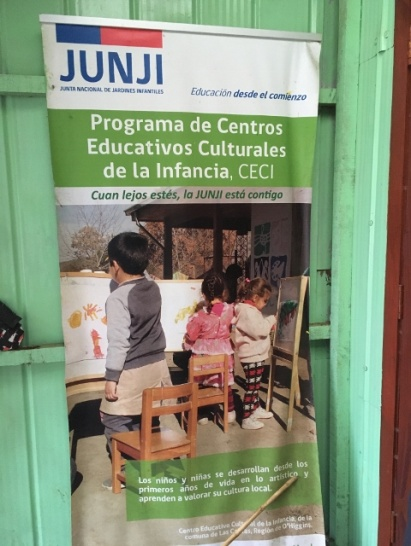 JUNJI
JUNTA NACIONAL DE JARDINES INFANTILES
Educación desde el comienzo
Programa de Centros
Educativos Culturales
de la Infancia, CECI
Cuan lejos estés, la JUNJI está contigo
Los niños y niñas se desarrollan desde los
primeros años de vida en lo artístico y
aprenden a valorar su cultura local.
Centro Educativo Cultural de la Infancia, de la
comuna de Las Cabras, Región de O'Higgins.